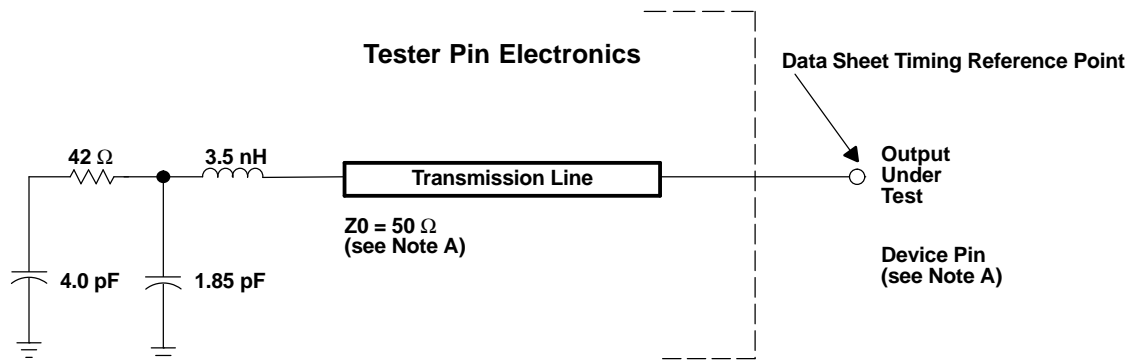 Tester Pin Electronics
Data Sheet Timing Reference Point
42 Ω
3.5 nH
Transmission Line
Output
Under
Test
Z0 = 50 Ω
(see Note A)
Device Pin
(see Note A)
4.0 pF
1.85 pF